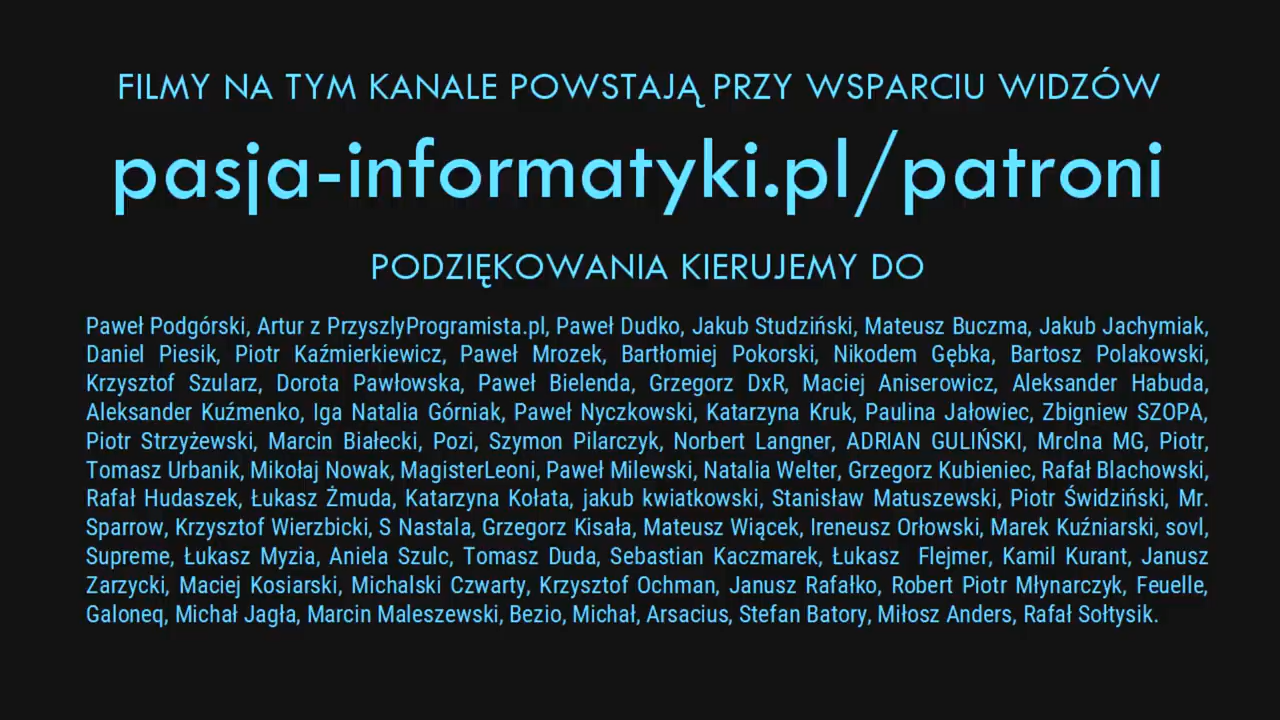 FILMY NA TYM KANALE POWSTAJĄ PRZY WSPARCIU WIDZÓW
pasja-informatyki.pl/patroni
PODZIĘKOWANIA KIERUJEMY DO
Paweł Podgórski, Artur z PrzyszlyProgramista.pl, Paweł Dudko, Jakub Studziński, Mateusz Buczma, Jakub Jachymiak,
Daniel Piesik, Piotr Kaźmierkiewicz, Paweł Mrozek, Bartłomiej Pokorski, Nikodem Gębka, Bartosz Polakowski,
Krzysztof Szularz, Dorota Pawłowska, Paweł Bielenda, Grzegorz DxR, Maciej Aniserowicz, Aleksander Habuda,
Aleksander Kuźmenko, Iga Natalia Górniak, Paweł Nyczkowski, Katarzyna Kruk, Paulina Jałowiec, Zbigniew SZOPA,
Piotr Strzyżewski, Marcin Białecki, Pozi, Szymon Pilarczyk, Norbert Langner, ADRIAN GULIŃSKI, Mrclna MG, Piotr,
Tomasz Urbanik, Mikołaj Nowak, MagisterLeoni, Paweł Milewski, Natalia Welter, Grzegorz Kubieniec, Rafał Blachowski,
Rafał Hudaszek, Łukasz Żmuda, Katarzyna Kołata, jakub kwiatkowski, Stanisław Matuszewski, Piotr Świdziński, Mr.
Sparrow, Krzysztof Wierzbicki, S Nastala, Grzegorz Kisała, Mateusz Wiącek, Ireneusz Orłowski, Marek Kuźniarski, sovl,
Supreme, Łukasz Myzia, Aniela Szulc, Tomasz Duda, Sebastian Kaczmarek, Łukasz Flejmer, Kamil Kurant, Janusz
Zarzycki, Maciej Kosiarski, Michalski Czwarty, Krzysztof Ochman, Janusz Rafałko, Robert Piotr Młynarczyk, Feuelle,
Galoneq, Michał Jagła, Marcin Maleszewski, Bezio, Michał, Arsacius, Stefan Batory, Miłosz Anders, Rafał Sołtysik.